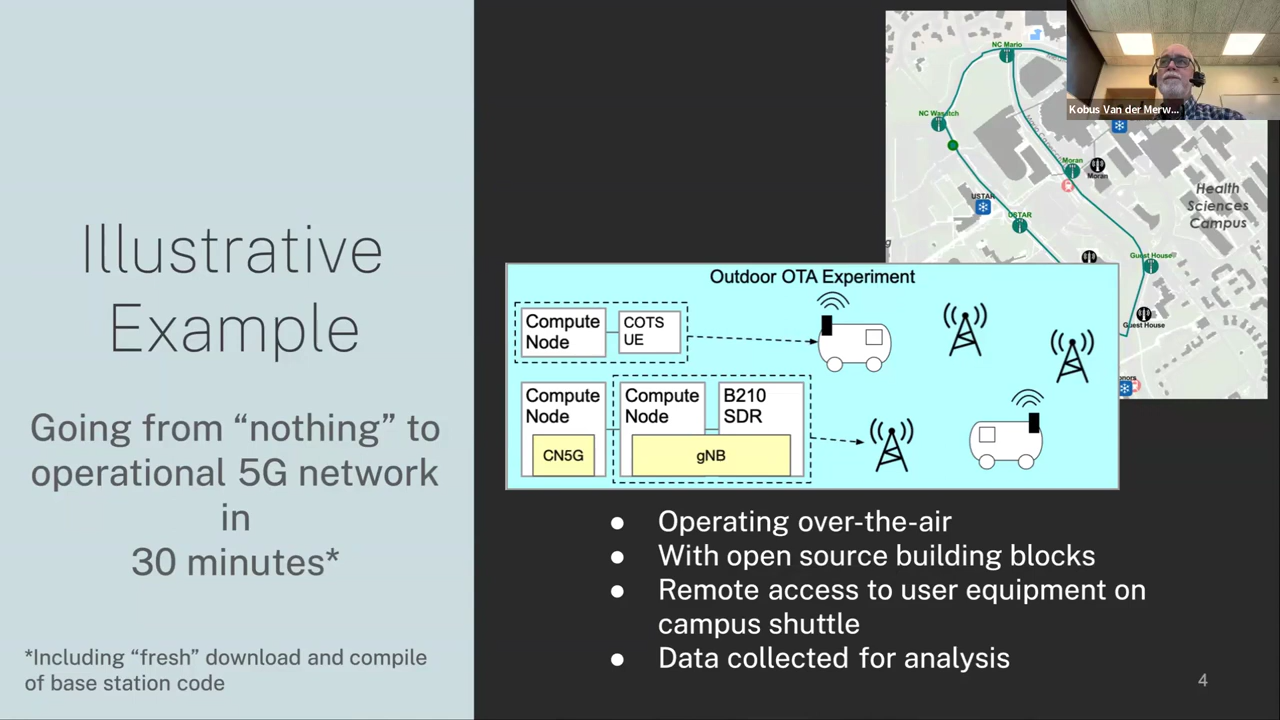 Illustrative
Example
Going from “nothing” to
operational 5G network
in
30 minutes*
*Including “fresh” download and compile
of base station code
NC Mario
NC Wasatch
Moran
Moran
USTAR
USTAR
Health
Sciences
Campus
Guest House
Guest House
Kobus Van der Merw...
Outdoor OTA Experiment
Compute
Node
COTS
UE
Compute
Node
CN5G
Compute
Node
B210
SDR
gNB
● Operating over-the-air
● With open source building blocks
● Remote access to user equipment on
campus shuttle
● Data collected for analysis
4